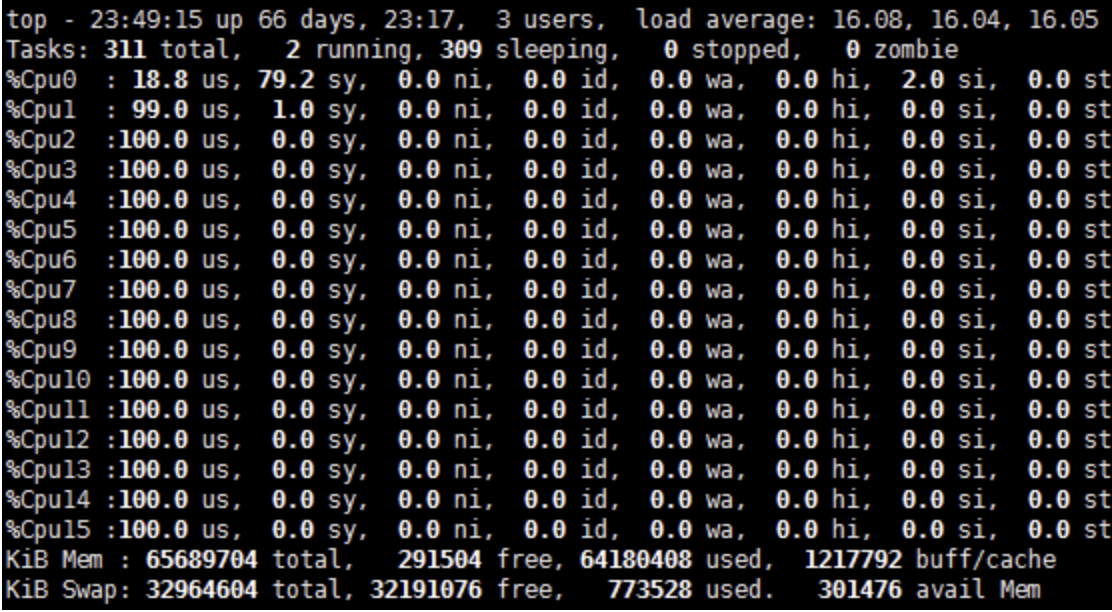 top - 23:49:15 up 66 days, 23:17,  3 users,  load average: 16.08, 16.04, 16.05
Tasks: 311 total,   2 running, 309 sleeping,   0 stopped,   0 zombie
%Cpu0  : 18.8 us, 79.2 sy,  0.0 ni,  0.0 id,  0.0 wa,  0.0 hi,  2.0 si,  0.0 st
%Cpu1  : 99.0 us,  1.0 sy,  0.0 ni,  0.0 id,  0.0 wa,  0.0 hi,  0.0 si,  0.0 st
%Cpu2  :100.0 us,  0.0 sy,  0.0 ni,  0.0 id,  0.0 wa,  0.0 hi,  0.0 si,  0.0 st
%Cpu3  :100.0 us,  0.0 sy,  0.0 ni,  0.0 id,  0.0 wa,  0.0 hi,  0.0 si,  0.0 st
%Cpu4  :100.0 us,  0.0 sy,  0.0 ni,  0.0 id,  0.0 wa,  0.0 hi,  0.0 si,  0.0 st
%Cpu5  :100.0 us,  0.0 sy,  0.0 ni,  0.0 id,  0.0 wa,  0.0 hi,  0.0 si,  0.0 st
%Cpu6  :100.0 us,  0.0 sy,  0.0 ni,  0.0 id,  0.0 wa,  0.0 hi,  0.0 si,  0.0 st
%Cpu7  :100.0 us,  0.0 sy,  0.0 ni,  0.0 id,  0.0 wa,  0.0 hi,  0.0 si,  0.0 st
%Cpu8  :100.0 us,  0.0 sy,  0.0 ni,  0.0 id,  0.0 wa,  0.0 hi,  0.0 si,  0.0 st
%Cpu9  :100.0 us,  0.0 sy,  0.0 ni,  0.0 id,  0.0 wa,  0.0 hi,  0.0 si,  0.0 st
%Cpu10 :100.0 us,  0.0 sy,  0.0 ni,  0.0 id,  0.0 wa,  0.0 hi,  0.0 si,  0.0 st
%Cpu11 :100.0 us,  0.0 sy,  0.0 ni,  0.0 id,  0.0 wa,  0.0 hi,  0.0 si,  0.0 st
%Cpu12 :100.0 us,  0.0 sy,  0.0 ni,  0.0 id,  0.0 wa,  0.0 hi,  0.0 si,  0.0 st
%Cpu13 :100.0 us,  0.0 sy,  0.0 ni,  0.0 id,  0.0 wa,  0.0 hi,  0.0 si,  0.0 st
%Cpu14 :100.0 us,  0.0 sy,  0.0 ni,  0.0 id,  0.0 wa,  0.0 hi,  0.0 si,  0.0 st
%Cpu15 :100.0 us,  0.0 sy,  0.0 ni,  0.0 id,  0.0 wa,  0.0 hi,  0.0 si,  0.0 st
KiB Mem : 65689704 total,   291504 free, 64180408 used,  1217792 buff/cache
KiB Swap: 32964604 total, 32191076 free,   773528 used.   301476 avail Mem